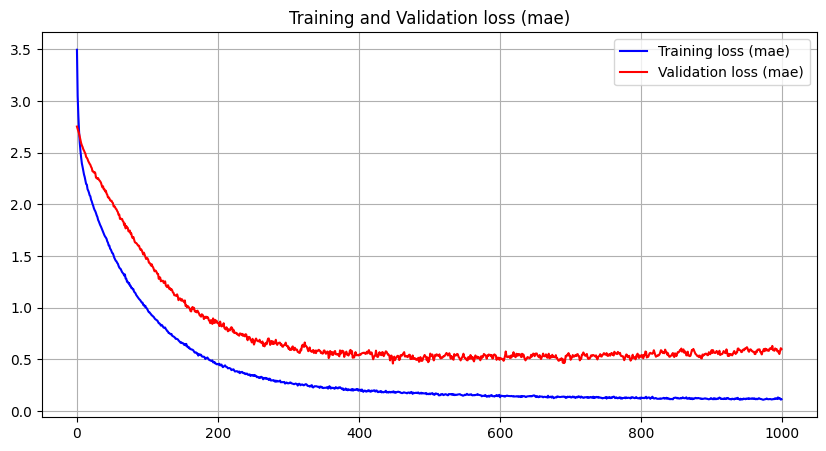 Training and Validation loss (mae)
Training loss (mae)
Validation loss (mae)
3.5
3.0
2.5
2.0
1.5
1.0
0.5
0.0
0 200 400 600 800 1000